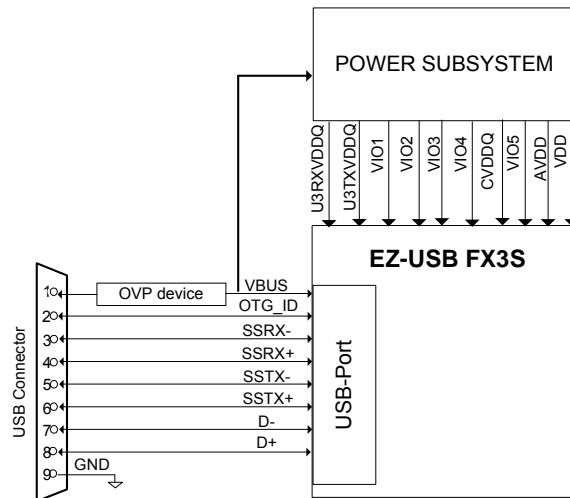 POWER SUBSYSTEM
U3RXVDDQ
U3TXVDDQ
VIO1
VIO2
VIO3
VIO4
CVDDQ
VIO5
AVDD
VDD
EZ-USB FX3S
USB-Port
USB Connector
1
OVP device
VBUS
2
OTG_ID
3
SSRX-
4
SSRX+
5
SSTX-
6
SSTX+
7
D-
8
D+
9
GND